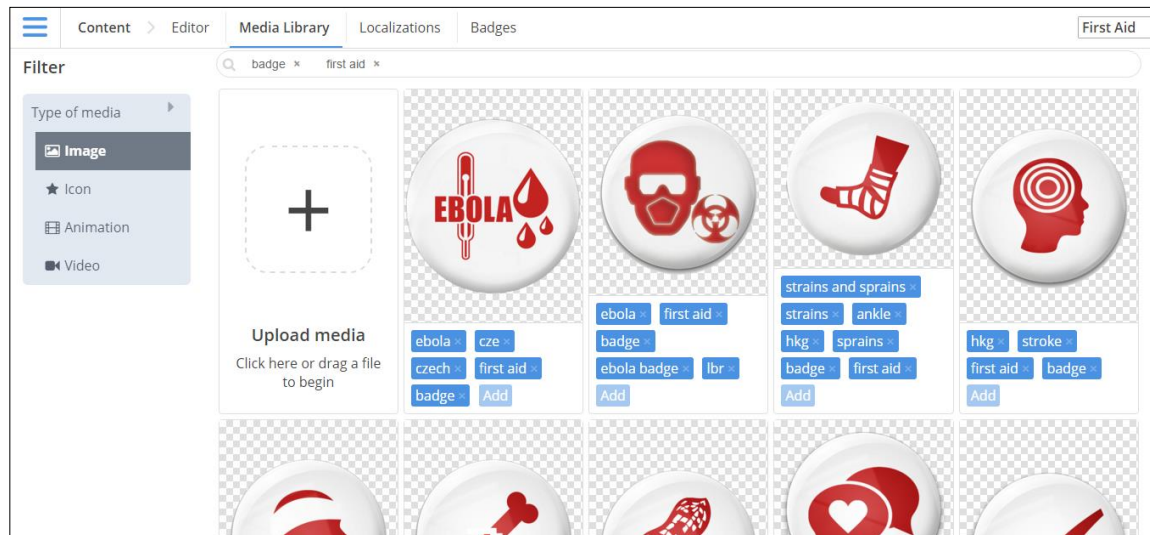 Content > Editor Media Library Localizations Badges First Aid
Filter
badge × first aid ×
Type of media
Image
Icon
Animation
Video
Upload media
Click here or drag a file
to begin
EBOLA
ebola × cze ×
czech × first aid ×
badge × Add
ebola × first aid ×
badge ×
ebola badge × lbr ×
Add
strains and sprains ×
strains × ankle ×
hkg × sprains ×
badge × first aid ×
Add
hkg × stroke ×
first aid × badge ×
Add